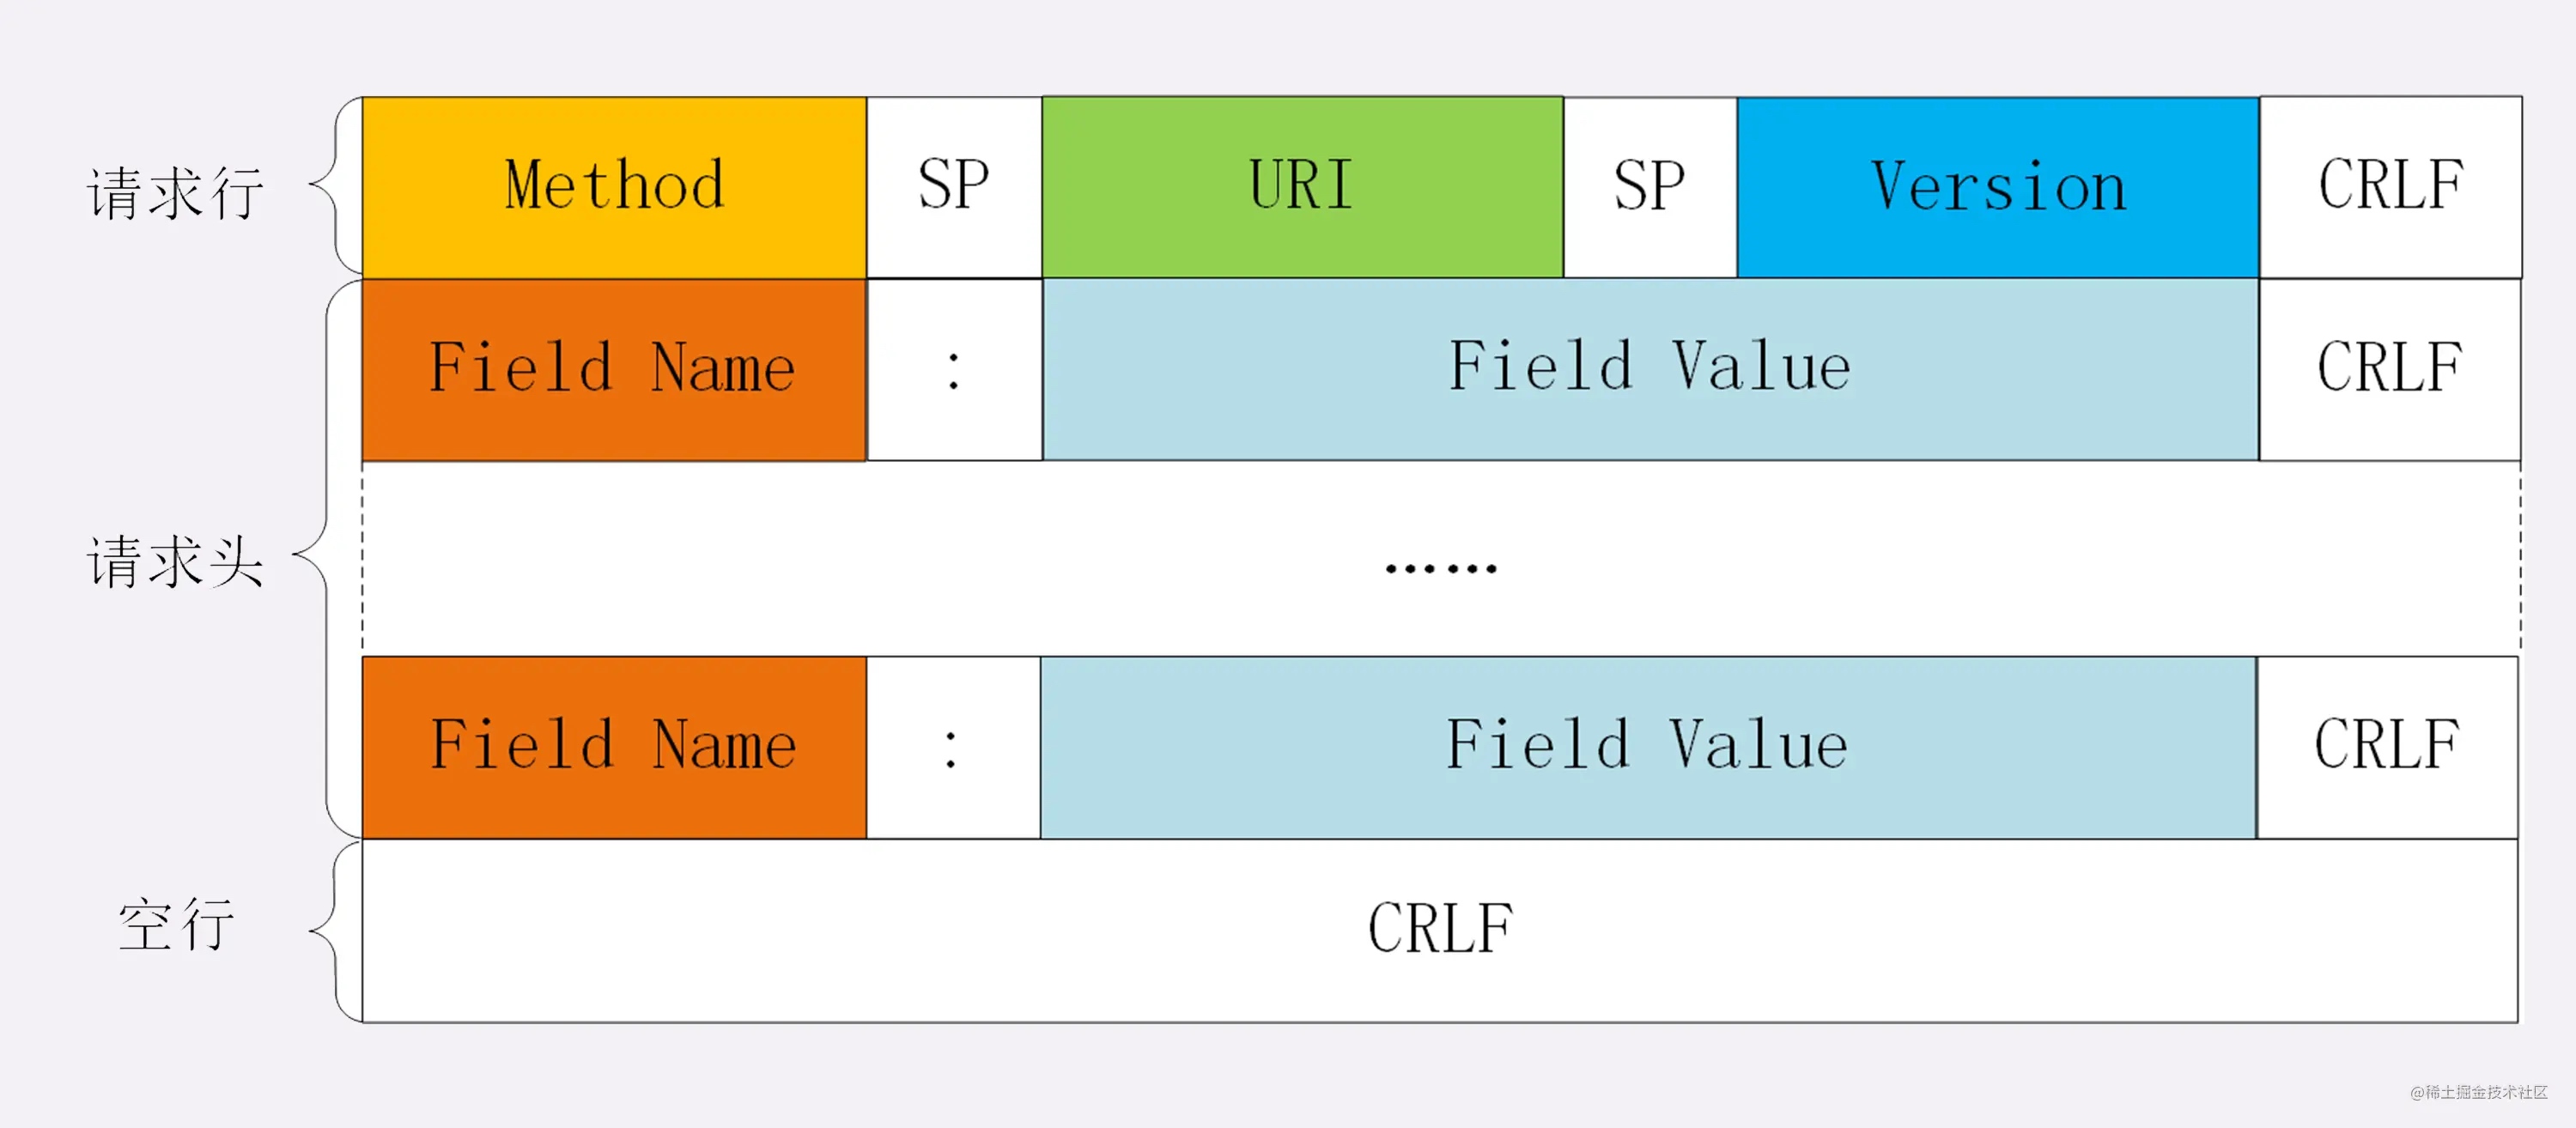 请求行 Method SP URI SP Version CRLF
Field Name : Field Value CRLF
请求头 ……
Field Name : Field Value CRLF
空行 CRLF
@稀土掘金技术社区